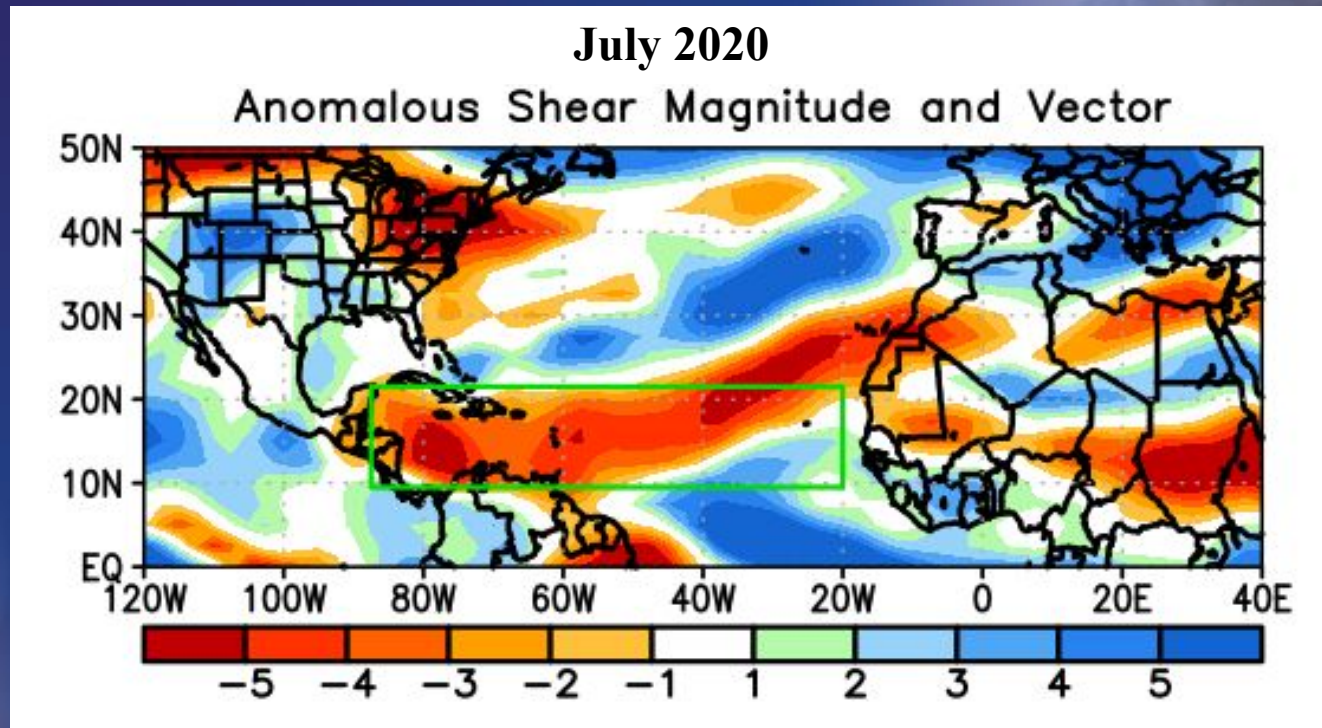 July 2020
Anomalous Shear Magnitude and Vector
50N
40N
30N
20N
10N
EQ
120W 100W 80W 60W 40W 20W 0 20E 40E
-5 -4 -3 -2 -1 1 2 3 4 5